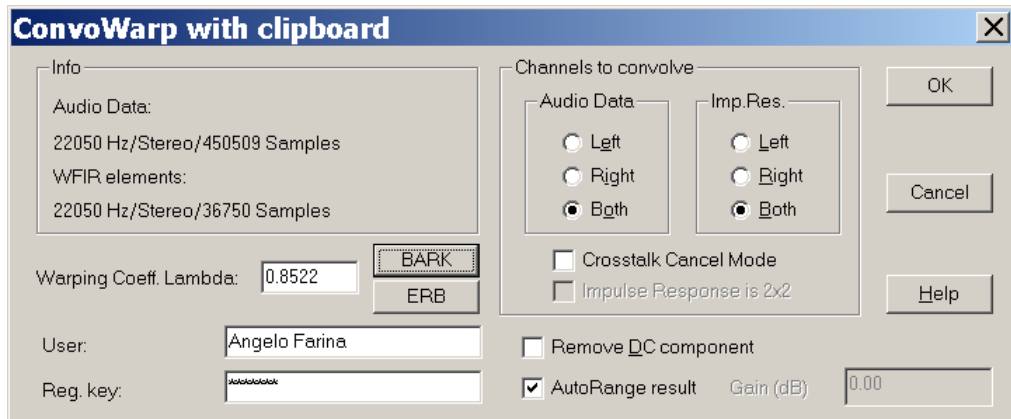 ConvoWarp with clipboard
Info
Audio Data:
22050 Hz/Stereo/450509 Samples
WFIR elements:
22050 Hz/Stereo/36750 Samples
Warping Coeff. Lambda:
0.8522
BARK
ERB
User:
Angelo Farina
Reg. key:
********
Channels to convolve
Audio Data
Left
Right
Both
Imp.Res.
Left
Right
Both
Crosstalk Cancel Mode
Impulse Response is 2x2
Remove DC component
AutoRange result
Gain (dB)
0.00
OK
Cancel
Help